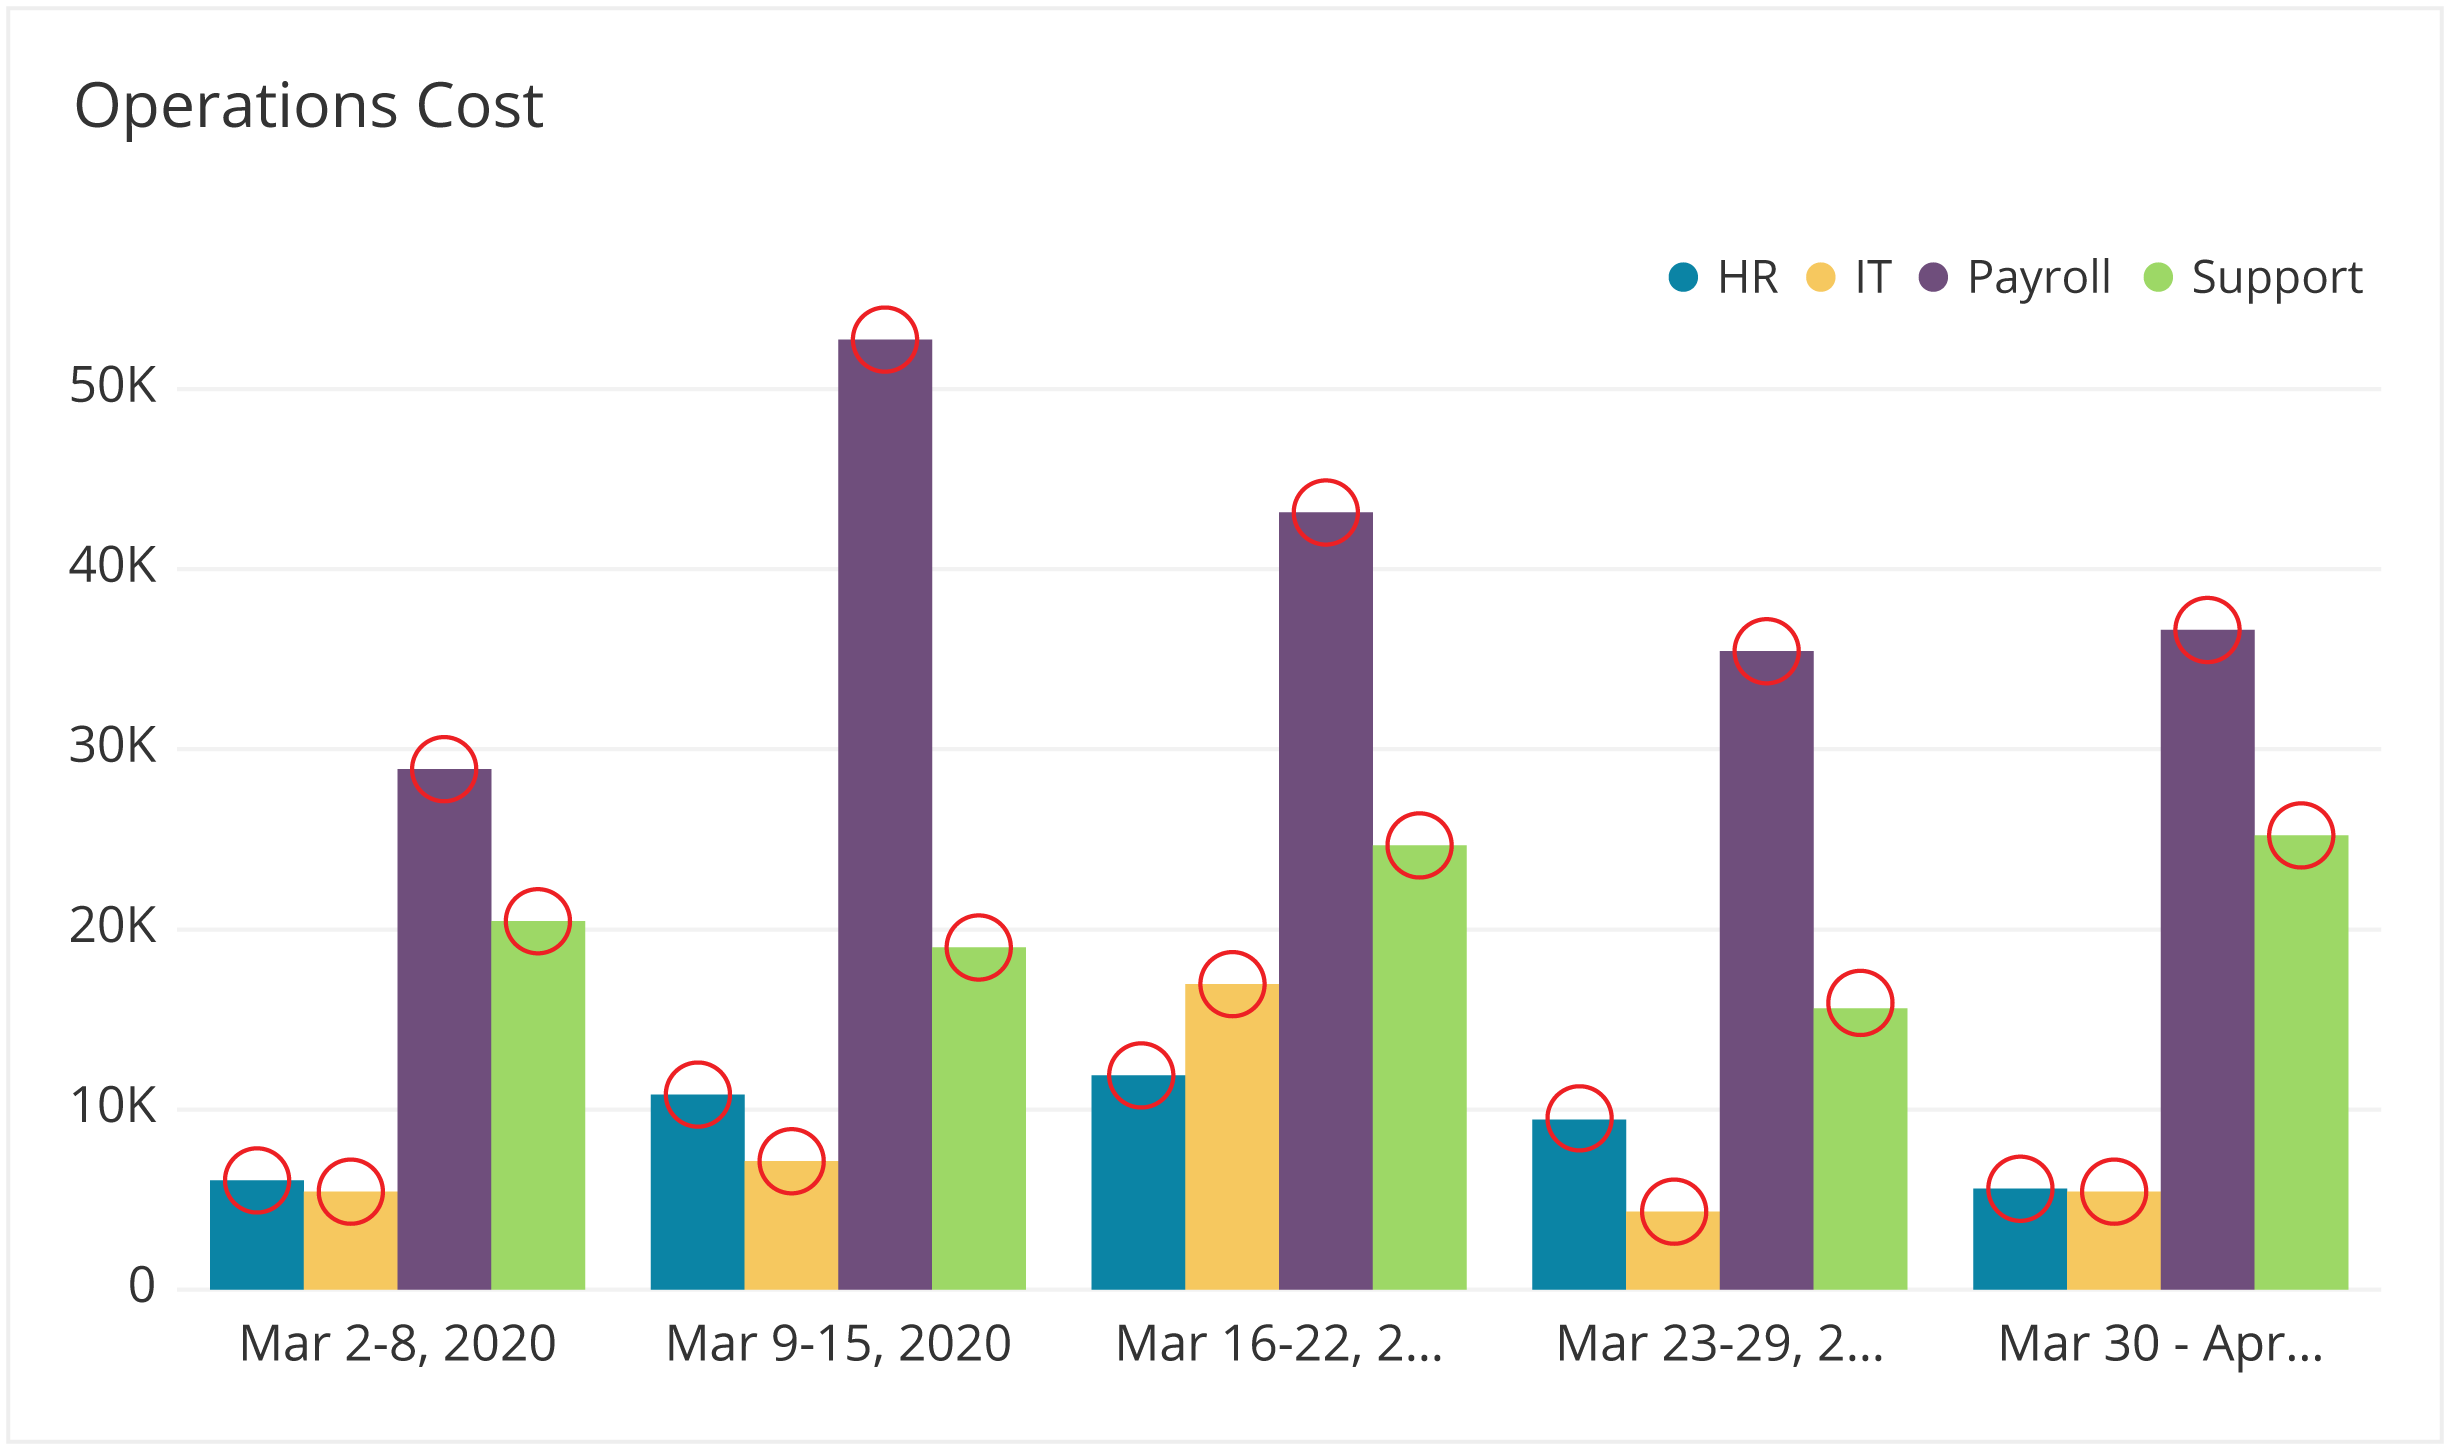 Operations Cost
HR IT Payroll Support
50K
40K
30K
20K
10K
0
Mar 2-8, 2020 Mar 9-15, 2020 Mar 16-22, 2... Mar 23-29, 2... Mar 30 - Apr...